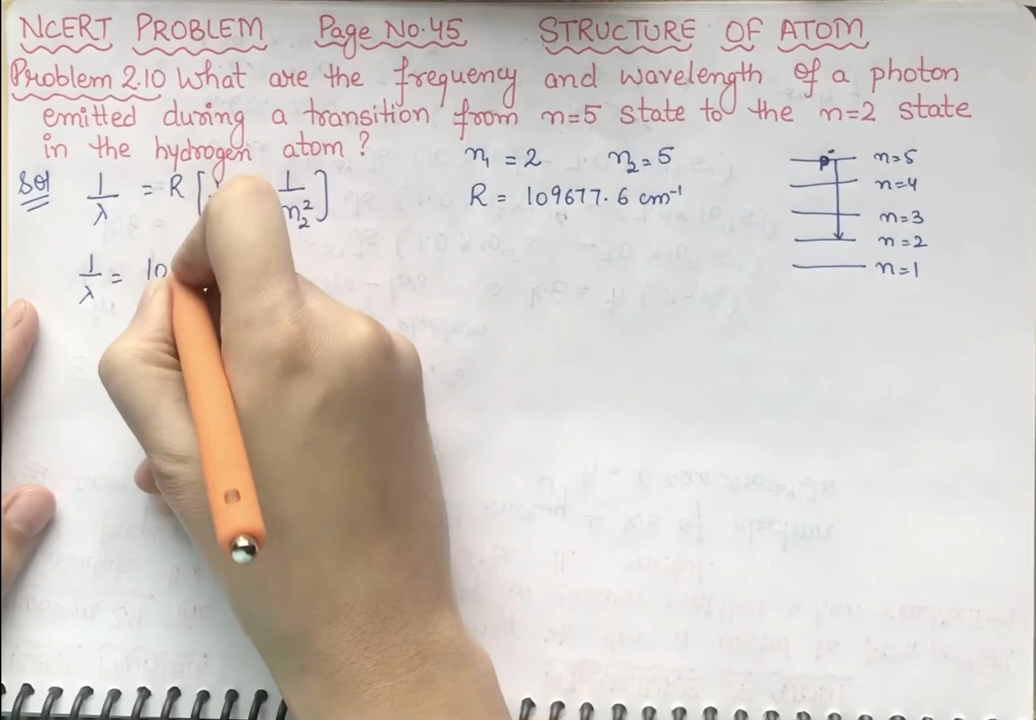 NCERT PROBLEM Page No.45 STRUCTURE OF ATOM
Problem 2.10 What are the frequency and wavelength of a photon
emitted during a transition from n=5 state to the n=2 state
in the hydrogen atom?
n₁ = 2 n₂=5
n=5
n=4
n=3
n=2
n=1
Sol 1/λ = R [ 1/n₂² ]
R = 109677.6 cm⁻¹
1/λ = 10